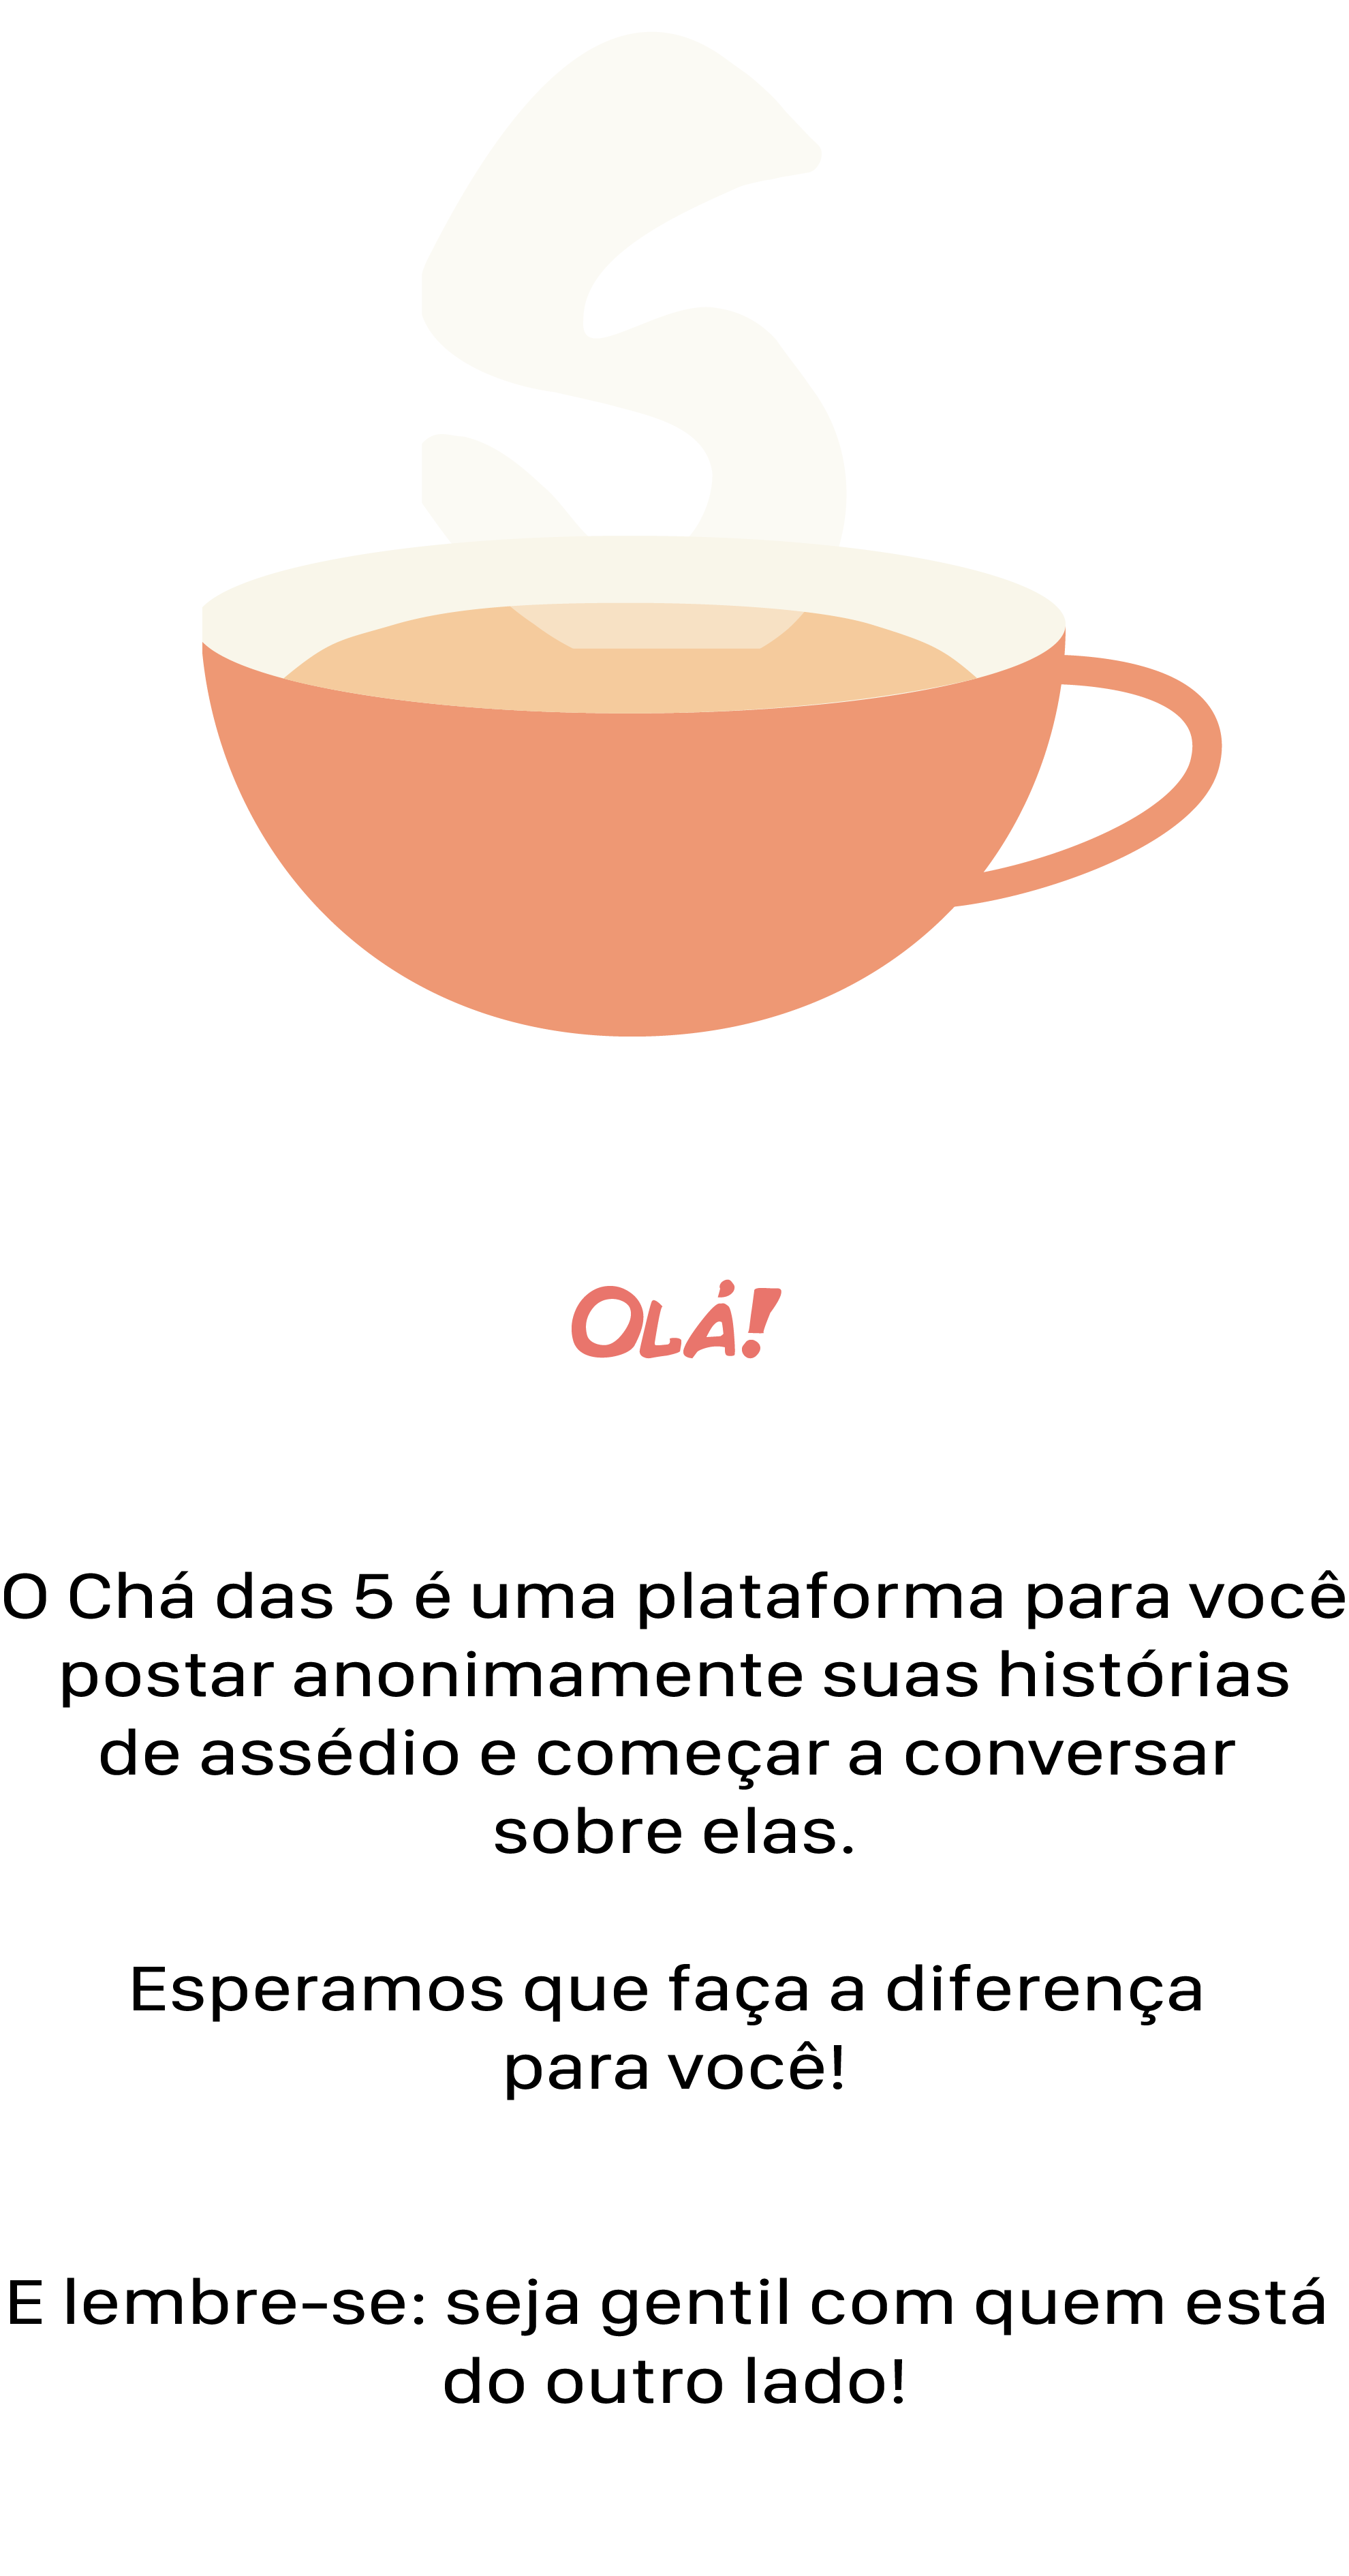 Olá!
O Chá das 5 é uma plataforma para você
postar anonimamente suas histórias
de assédio e começar a conversar
sobre elas.
Esperamos que faça a diferença
para você!
E lembre-se: seja gentil com quem está
do outro lado!